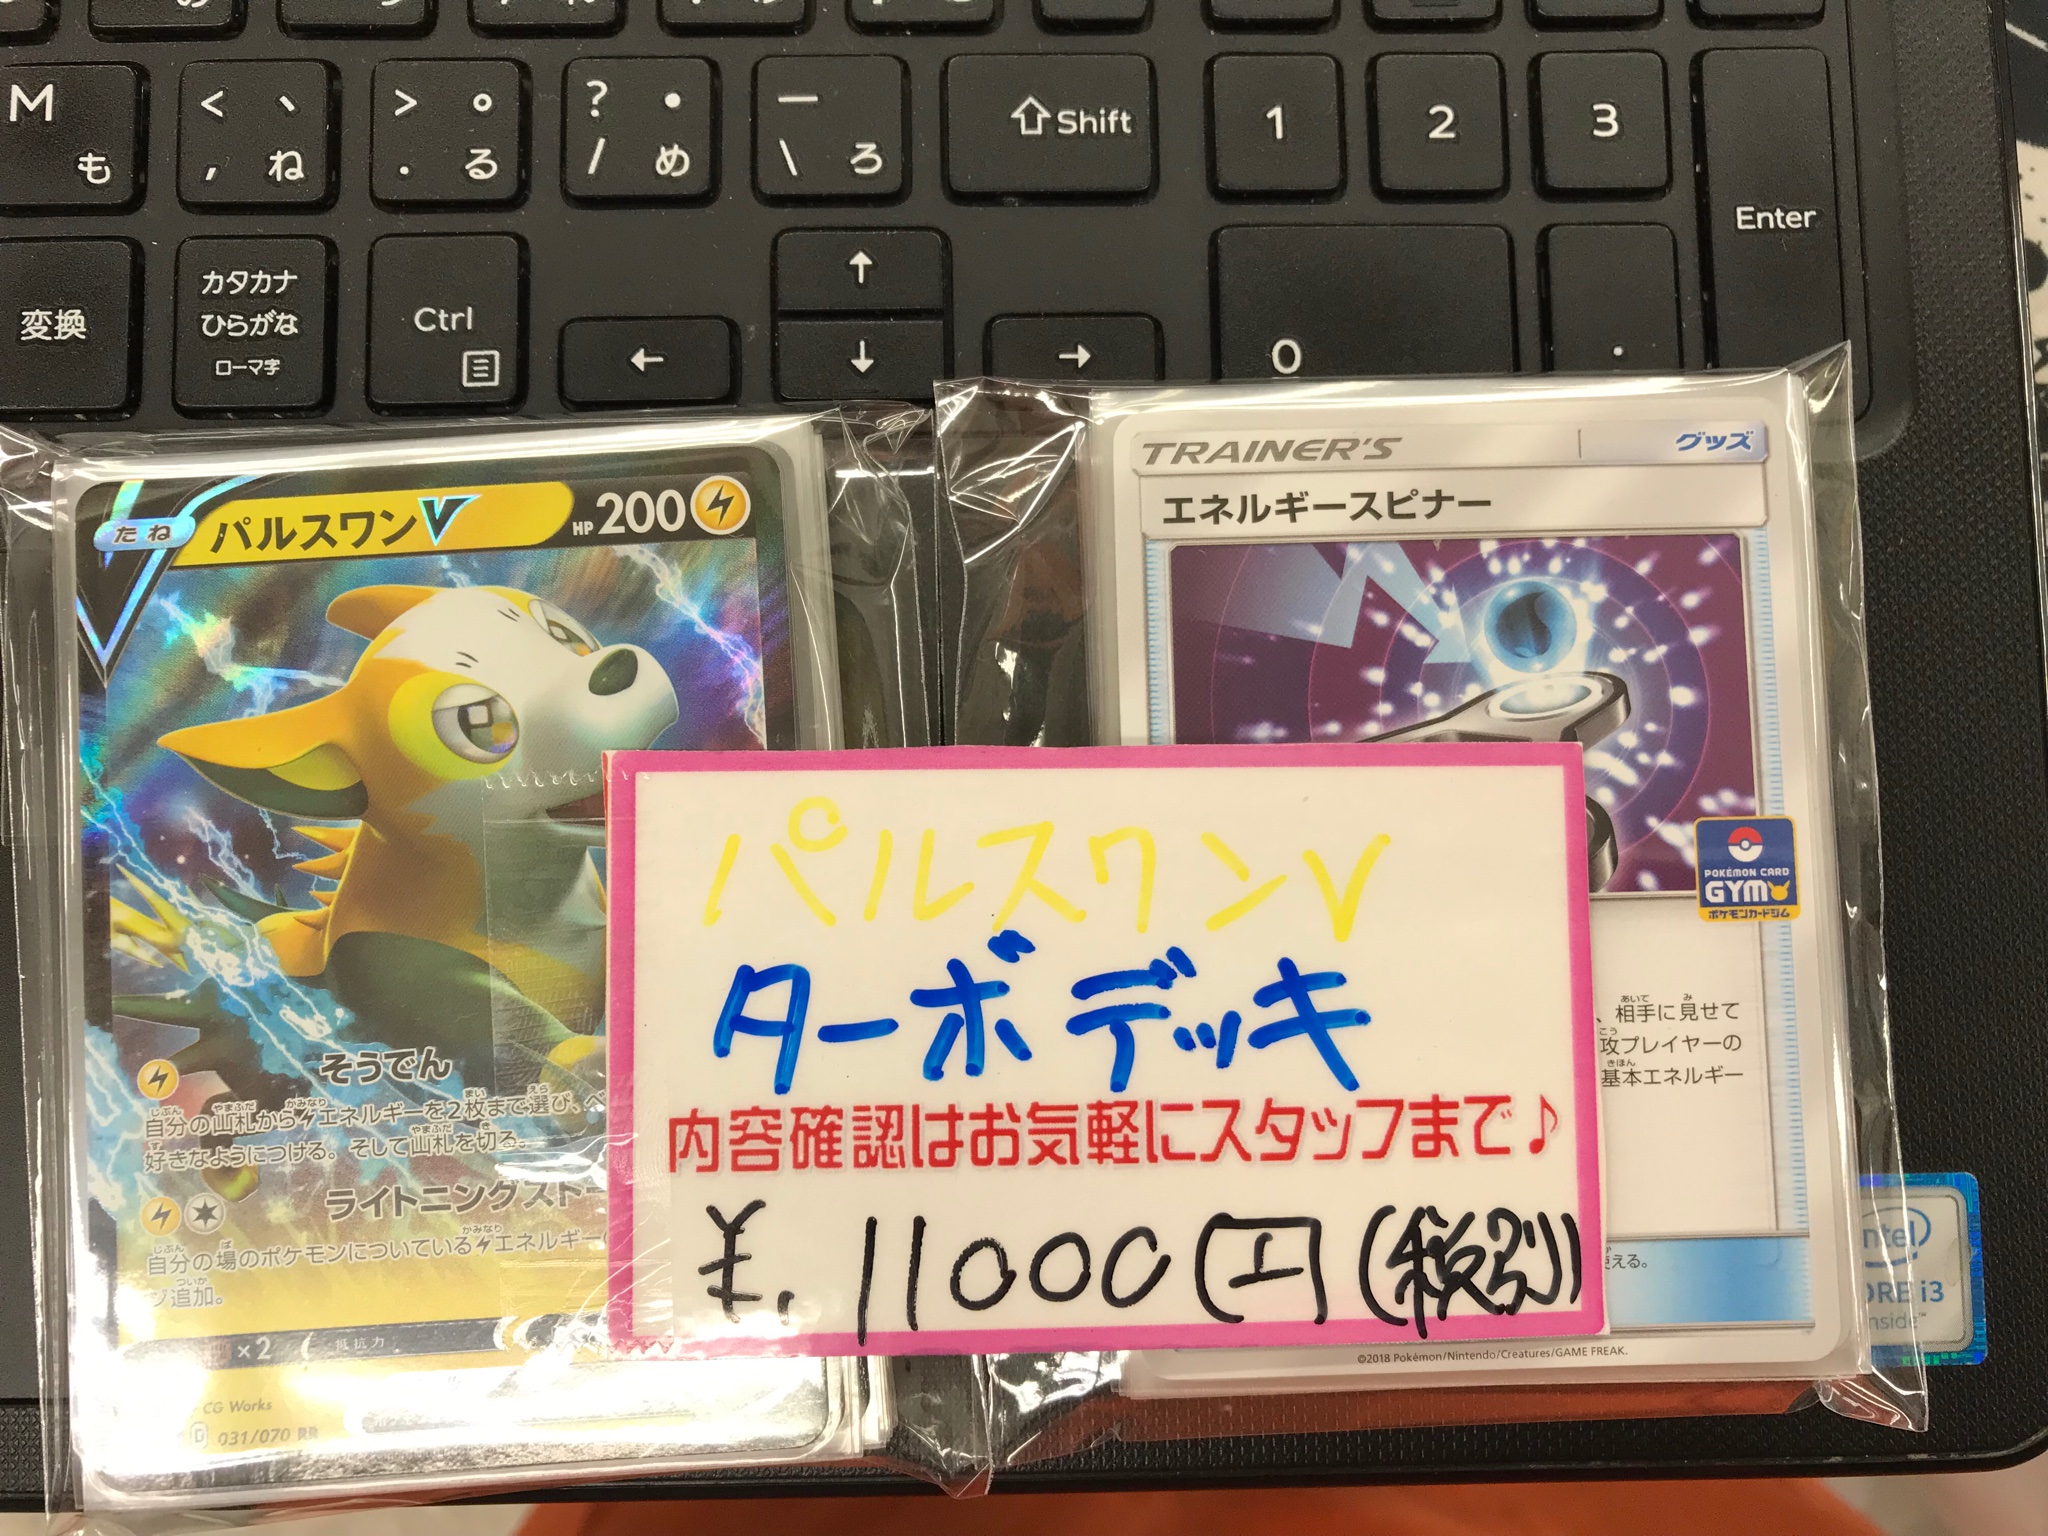 M
も
<
、
,
ね
>
。
.
る
?
・
/
め
\
ろ
Shift
1
2
3
Enter
変換
カタカナ
ひらがな
ローマ字
Ctrl
↑
←
↓
→
0
.
たね
パルスワンV
HP200
そうでん
自分の山札からエネルギーを2枚まで選び、ベ
好きなようにつける。そして山札を切る。
ライトニングストー
自分の場のポケモンについているエネルギーの
ジ追加。
×2
抵抗力
CG Works
D 031/070 RR
TRAINER'S
グッズ
エネルギースピナー
POKÉMON CARD
GYM
ポケモンカードジム
、相手に見せて
攻プレイヤーの
基本エネルギー
使える。
©2018 Pokémon/Nintendo/Creatures/GAME FREAK.
パルスワンV
ターボデッキ
内容確認はお気軽にスタッフまで♪
¥.11000円(税別)
intel
CORE i3
inside™